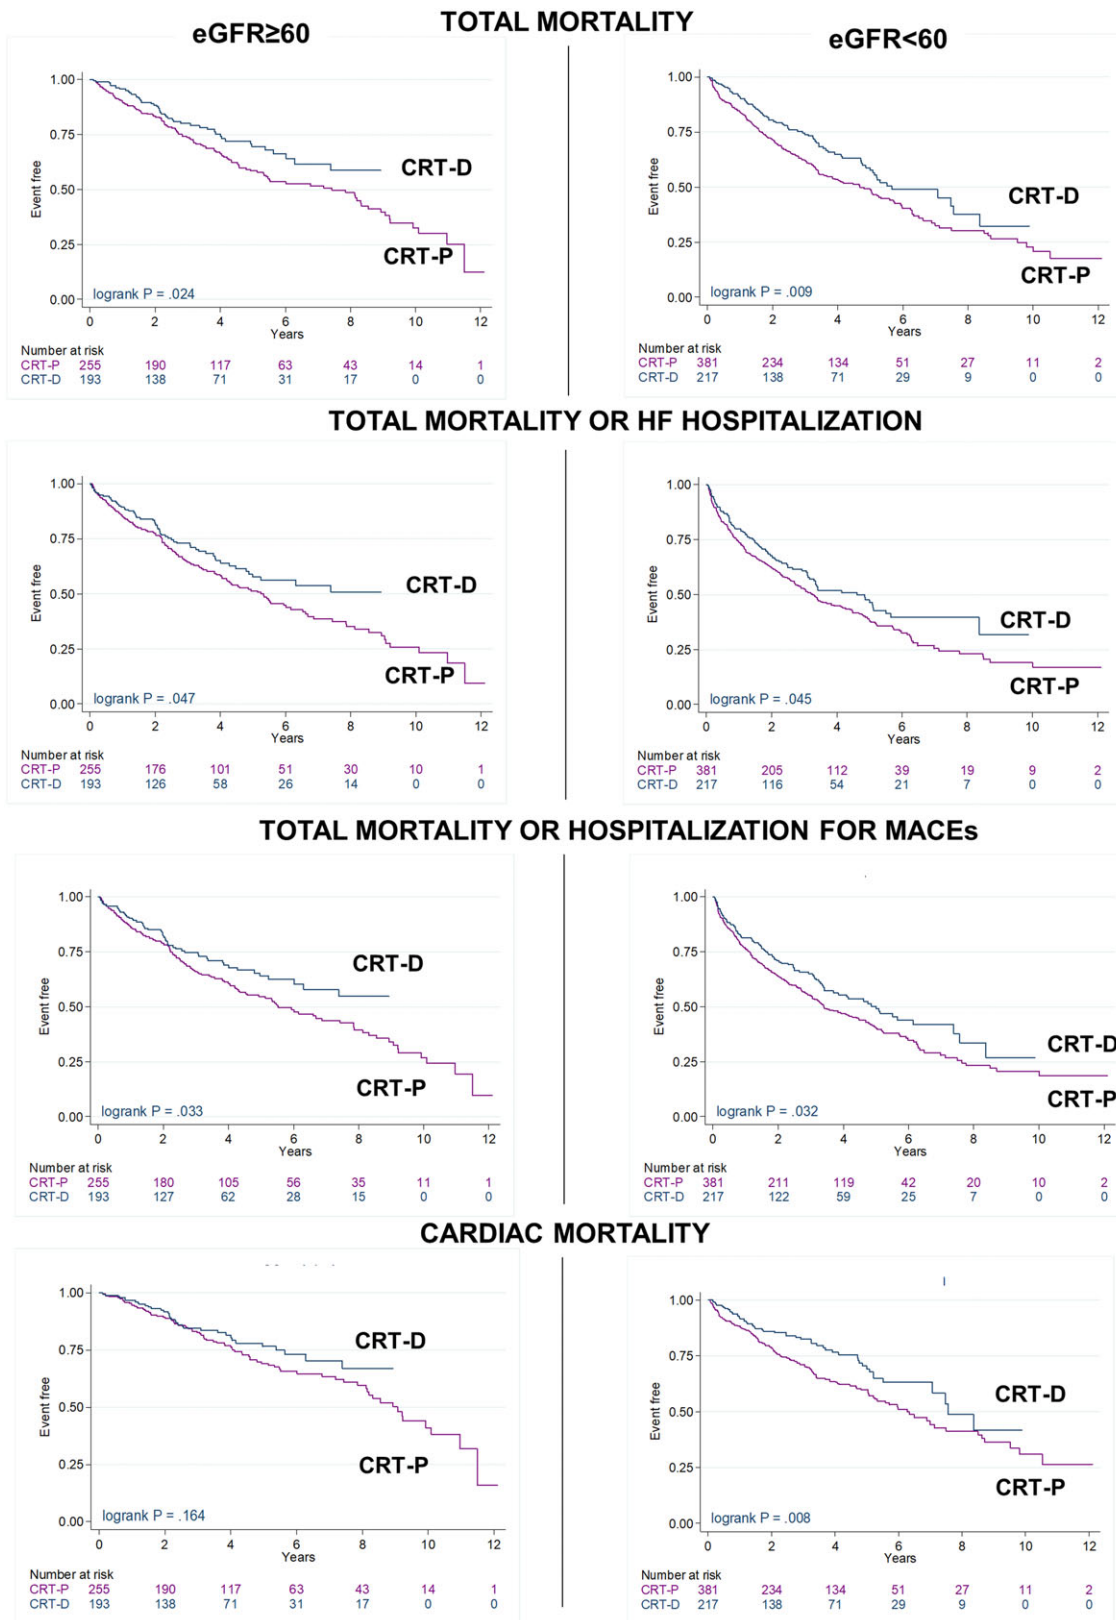 TOTAL MORTALITY
eGFR≥60
eGFR<60
1.00
0.75
0.50
0.25
0.00
Event free
CRT-D
CRT-P
logrank P = .024
0 2 4 6 8 10 12
Years
Number at risk
CRT-P 255 190 117 63 43 14 1
CRT-D 193 138 71 31 17 0 0
1.00
0.75
0.50
0.25
0.00
Event free
CRT-D
CRT-P
logrank P = .009
0 2 4 6 8 10 12
Years
Number at risk
CRT-P 381 234 134 51 27 11 2
CRT-D 217 138 71 29 9 0 0
TOTAL MORTALITY OR HF HOSPITALIZATION
1.00
0.75
0.50
0.25
0.00
Event free
CRT-D
CRT-P
logrank P = .047
0 2 4 6 8 10 12
Years
Number at risk
CRT-P 255 176 101 51 30 10 1
CRT-D 193 126 58 26 14 0 0
1.00
0.75
0.50
0.25
0.00
Event free
CRT-D
CRT-P
logrank P = .045
0 2 4 6 8 10 12
Years
Number at risk
CRT-P 381 205 112 39 19 9 2
CRT-D 217 116 54 21 7 0 0
TOTAL MORTALITY OR HOSPITALIZATION FOR MACEs
1.00
0.75
0.50
0.25
0.00
Event free
CRT-D
CRT-P
logrank P = .033
0 2 4 6 8 10 12
Years
Number at risk
CRT-P 255 180 105 56 35 11 1
CRT-D 193 127 62 28 15 0 0
1.00
0.75
0.50
0.25
0.00
Event free
CRT-D
CRT-P
logrank P = .032
0 2 4 6 8 10 12
Years
Number at risk
CRT-P 381 211 119 42 20 10 2
CRT-D 217 122 59 25 7 0 0
CARDIAC MORTALITY
1.00
0.75
0.50
0.25
0.00
Event free
CRT-D
CRT-P
logrank P = .164
0 2 4 6 8 10 12
Years
Number at risk
CRT-P 255 190 117 63 43 14 1
CRT-D 193 138 71 31 17 0 0
1.00
0.75
0.50
0.25
0.00
Event free
CRT-D
CRT-P
logrank P = .008
0 2 4 6 8 10 12
Years
Number at risk
CRT-P 381 234 134 51 27 11 2
CRT-D 217 138 71 29 9 0 0